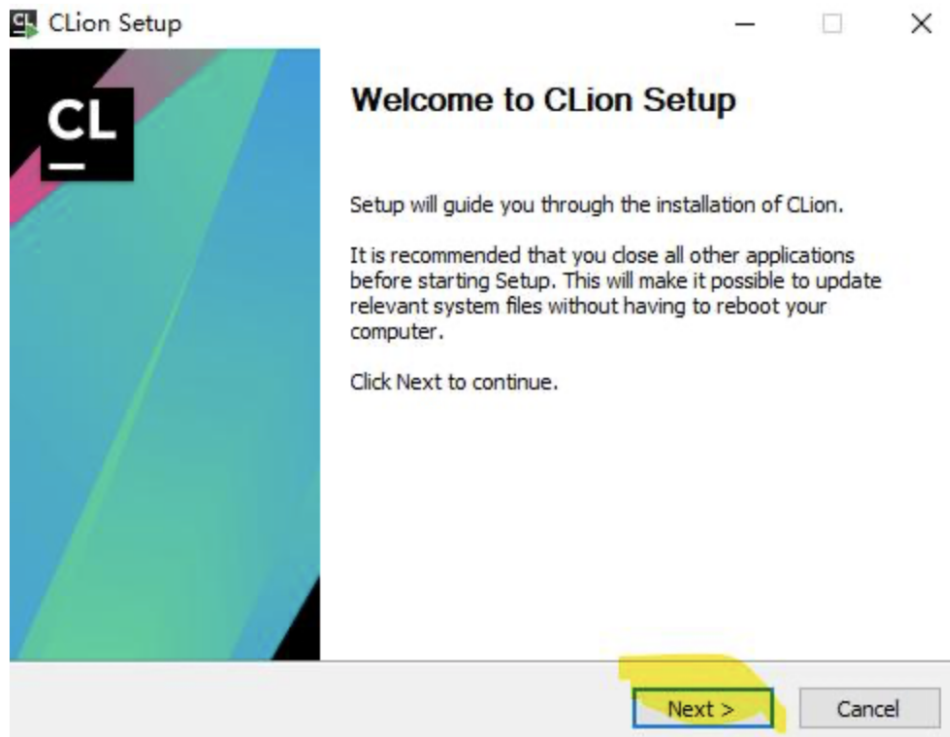 CLion Setup
CL
Welcome to CLion Setup
Setup will guide you through the installation of CLion.
It is recommended that you close all other applications
before starting Setup. This will make it possible to update
relevant system files without having to reboot your
computer.
Click Next to continue.
Next >
Cancel